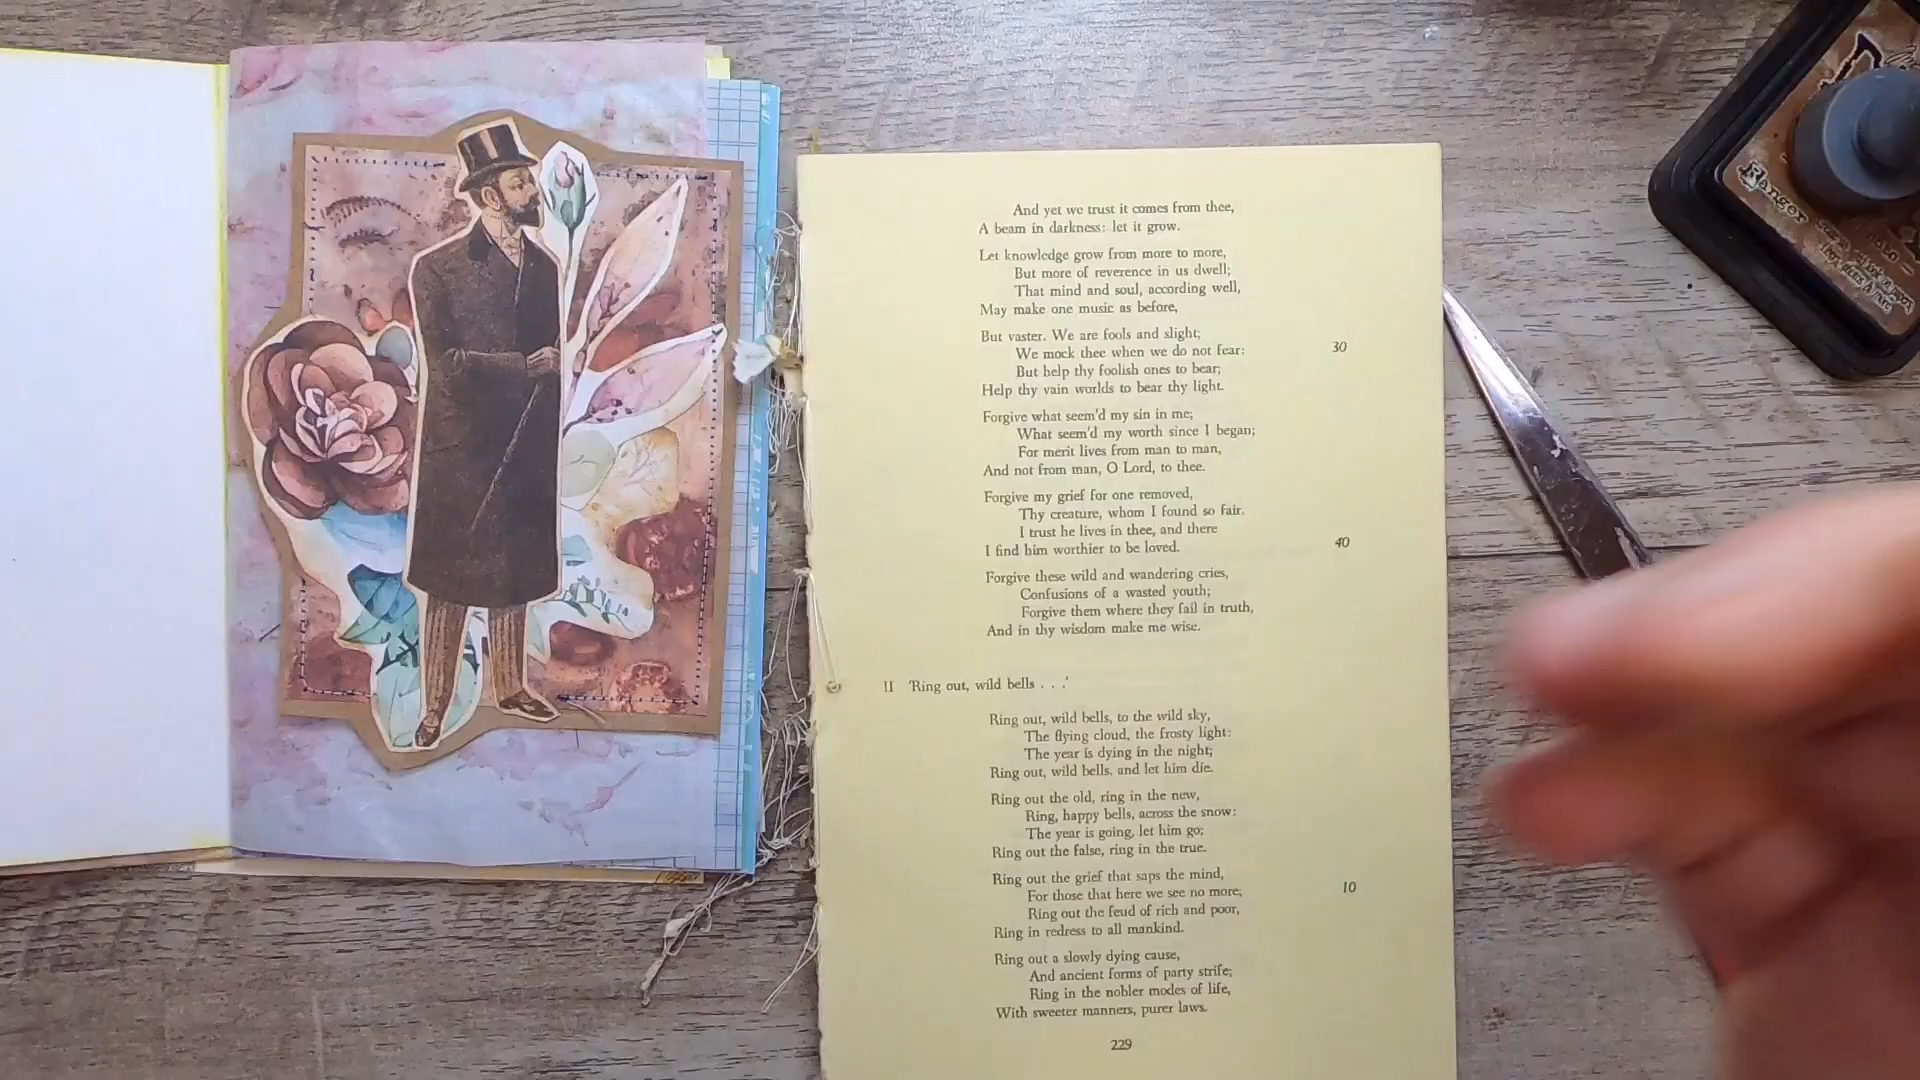 And yet we trust it comes from thee,
A beam in darkness: let it grow.
Let knowledge grow from more to more,
But more of reverence in us dwell;
That mind and soul, according well,
May make one music as before,
But vaster. We are fools and slight;
We mock thee when we do not fear: 30
But help thy foolish ones to bear;
Help thy vain worlds to bear thy light.
Forgive what seem'd my sin in me;
What seem'd my worth since I began;
For merit lives from man to man,
And not from man, O Lord, to thee.
Forgive my grief for one removed,
Thy creature, whom I found so fair.
I trust he lives in thee, and there
I find him worthier to be loved. 40
Forgive these wild and wandering cries,
Confusions of a wasted youth;
Forgive them where they fail in truth,
And in thy wisdom make me wise.
II 'Ring out, wild bells . . .'
Ring out, wild bells, to the wild sky,
The flying cloud, the frosty light:
The year is dying in the night;
Ring out, wild bells, and let him die.
Ring out the old, ring in the new,
Ring, happy bells, across the snow:
The year is going, let him go;
Ring out the false, ring in the true.
Ring out the grief that saps the mind,
For those that here we see no more; 10
Ring out the feud of rich and poor,
Ring in redress to all mankind.
Ring out a slowly dying cause,
And ancient forms of party strife;
Ring in the nobler modes of life,
With sweeter manners, purer laws.
229
Ranger